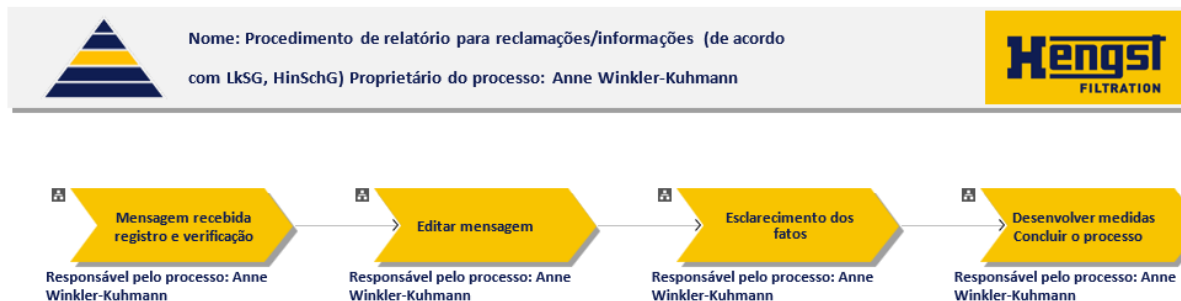 Nome: Procedimento de relatório para reclamações/informações (de acordo
com LkSG, HinSchG) Proprietário do processo: Anne Winkler-Kuhmann
Hengst
FILTRATION
Mensagem recebida
registro e verificação
Responsável pelo processo: Anne
Winkler-Kuhmann
Editar mensagem
Responsável pelo processo: Anne
Winkler-Kuhmann
Esclarecimento dos
fatos
Responsável pelo processo: Anne
Winkler-Kuhmann
Desenvolver medidas
Concluir o processo
Responsável pelo processo: Anne
Winkler-Kuhmann